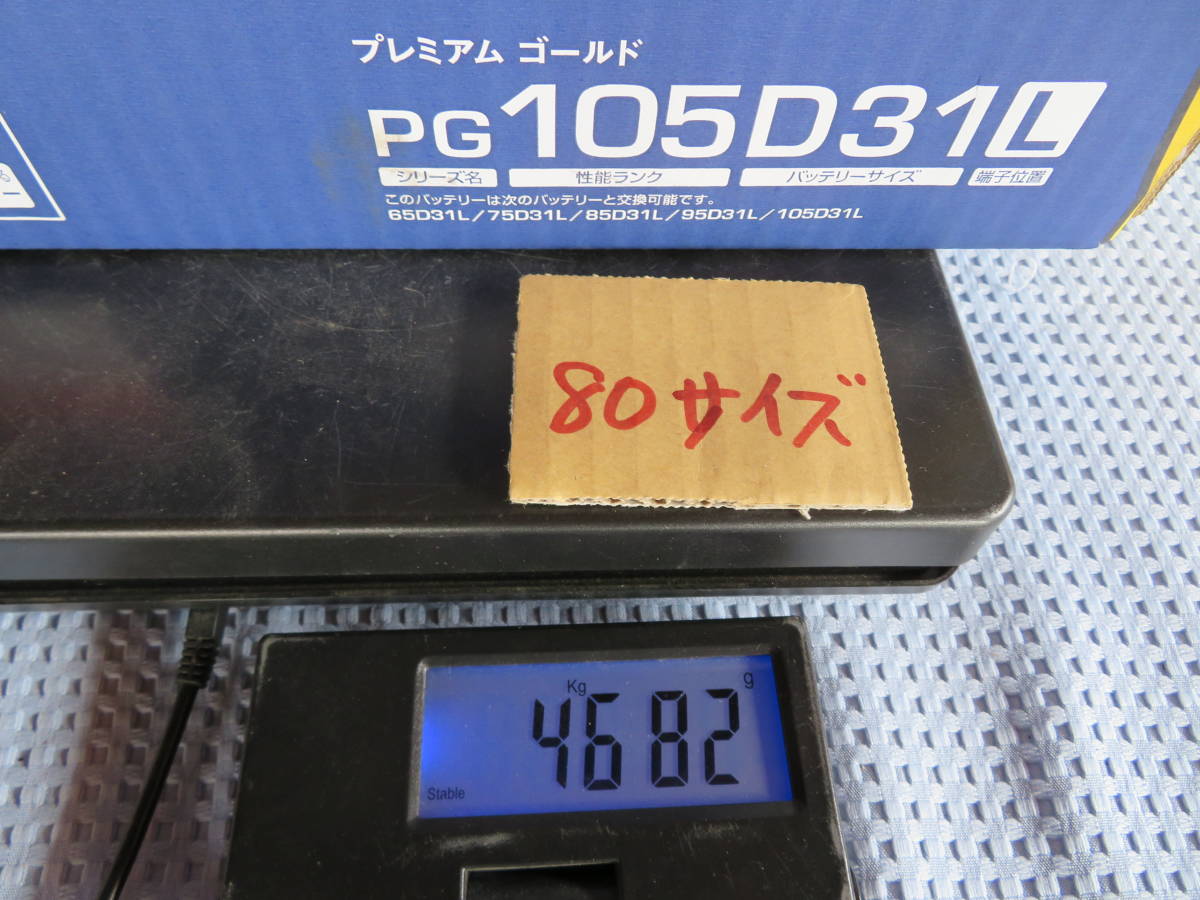 プレミアム ゴールド
PG 105D31L
シリーズ名 性能ランク バッテリーサイズ 端子位置
このバッテリーは次のバッテリーと交換可能です。
65D31L/75D31L/85D31L/95D31L/105D31L
80サイズ
Kg g
4682
Stable